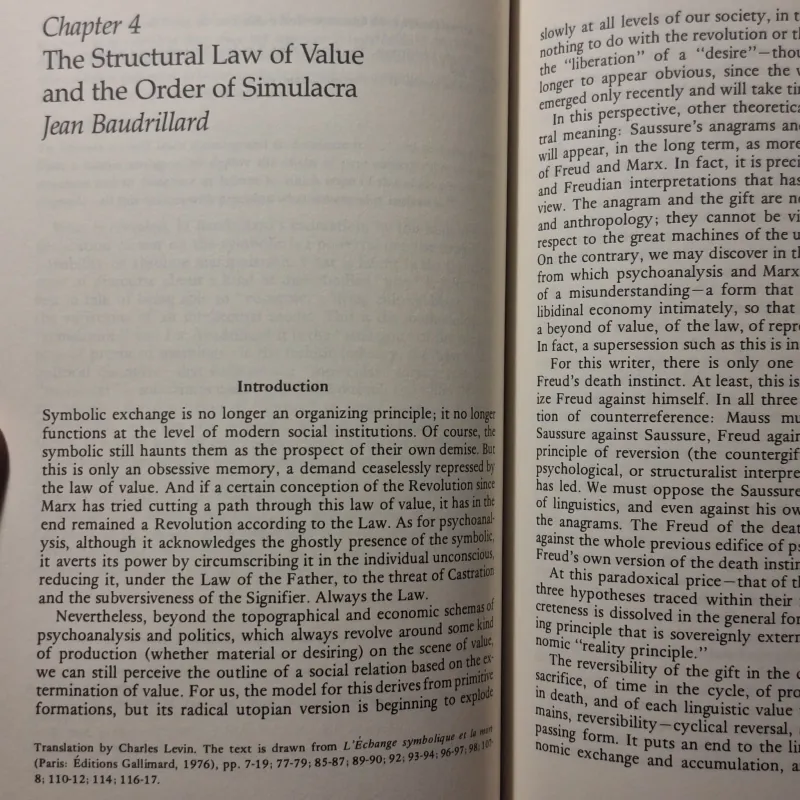 Chapter 4
The Structural Law of Value
and the Order of Simulacra
Jean Baudrillard
Introduction
Symbolic exchange is no longer an organizing principle; it no longer
functions at the level of modern social institutions. Of course, the
symbolic still haunts them as the prospect of their own demise. But
this is only an obsessive memory, a demand ceaselessly repressed by
the law of value. And if a certain conception of the Revolution since
Marx has tried cutting a path through this law of value, it has in the
end remained a Revolution according to the Law. As for psychoanal-
ysis, although it acknowledges the ghostly presence of the symbolic,
it averts its power by circumscribing it in the individual unconscious,
reducing it, under the Law of the Father, to the threat of Castration
and the subversiveness of the Signifier. Always the Law.
Nevertheless, beyond the topographical and economic schemas of
psychoanalysis and politics, which always revolve around some kind
of production (whether material or desiring) on the scene of value,
we can still perceive the outline of a social relation based on the ex-
termination of value. For us, the model for this derives from primitive
formations, but its radical utopian version is beginning to explode
Translation by Charles Levin. The text is drawn from L'Échange symbolique et la mort
(Paris: Éditions Gallimard, 1976), pp. 7-19; 77-79; 85-87; 89-90; 92; 93-94; 96-97; 98; 107-
8; 110-12; 114; 116-17.
slowly at all levels of our society, in
nothing to do with the revolution or
the "liberation" of a "desire"—
longer to appear obvious, since the
emerged only recently and will take
In this perspective, other
tral meaning: Saussure's anagrams
will appear, in the long term, as more
of Freud and Marx. In fact, it is
and Freudian interpretations that has
view. The anagram and the gift are
and anthropology; they cannot be
respect to the great machines of the
On the contrary, we may discover in
from which psychoanalysis and
of a misunderstanding—a form that
libidinal economy intimately, so that
a beyond of value, of the law, of
In fact, a supersession such as this is
For this writer, there is only one
Freud's death instinct. At least, this is
ize Freud against himself. In all three
tion of counterreference: Mauss
Saussure against Saussure, Freud
principle of reversion (the
psychological, or structuralist
has led. We must oppose the Saussure
of linguistics, and even against his
the anagrams. The Freud of the
against the whole previous edifice of
Freud's own version of the death
At this paradoxical price—that of
three hypotheses traced within their
creteness is dissolved in the general
ing principle that is sovereignly
nomic "reality principle."
The reversibility of the gift in the
sacrifice, of time in the cycle, of
in death, and of each linguistic value
mains, reversibility—cyclical reversal,
passing form. It puts an end to the
nomic exchange and accumulation,